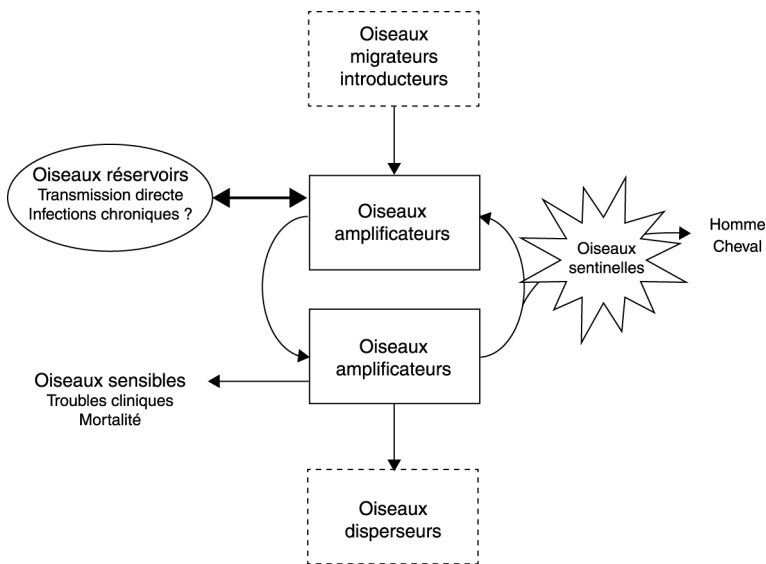 Oiseaux
migrateurs
introducteurs
Oiseaux réservoirs
Transmission directe
Infections chroniques ?
Oiseaux
amplificateurs
Oiseaux
sentinelles
Homme
Cheval
Oiseaux
amplificateurs
Oiseaux sensibles
Troubles cliniques
Mortalité
Oiseaux
disperseurs